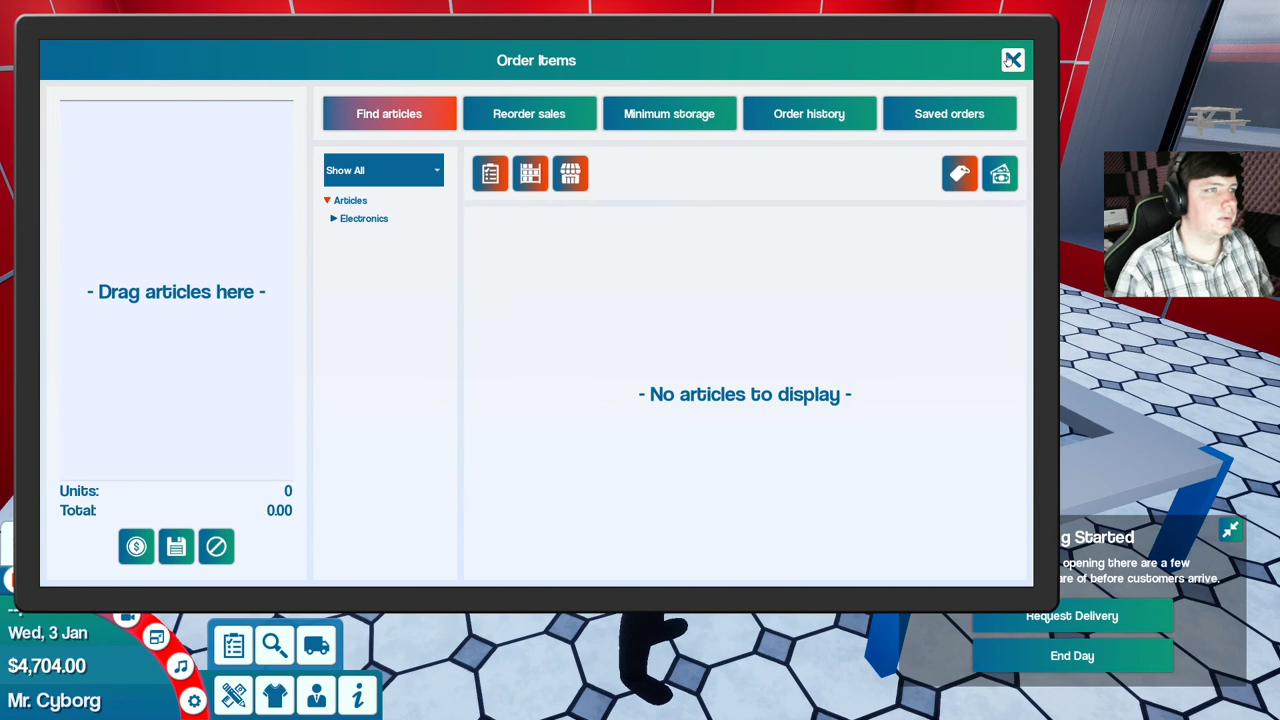 Order Items
Find articles
Reorder sales
Minimum storage
Order history
Saved orders
Show All
Articles
Electronics
- Drag articles here -
- No articles to display -
Units: 0
Total: 0.00
g Started
opening there are a few
are of before customers arrive.
Request Delivery
End Day
Wed, 3 Jan
$4,704.00
Mr. Cyborg